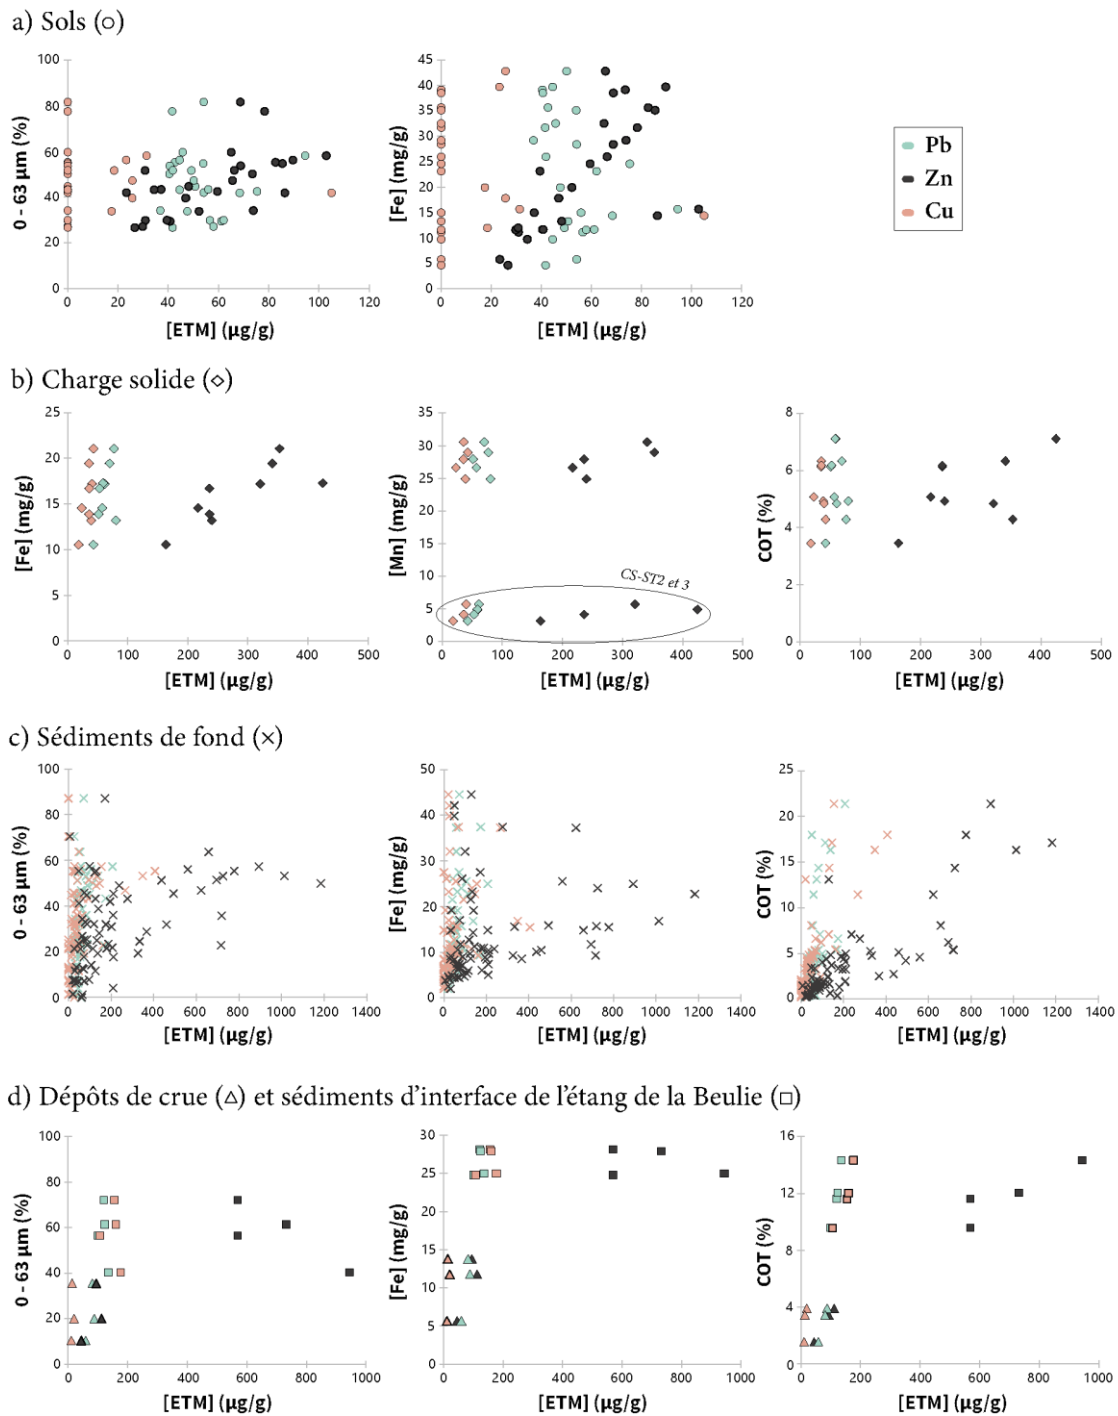 a) Sols (○)
100
80
60
40
20
0
0 - 63 µm (%)
0 20 40 60 80 100 120
[ETM] (µg/g)
45
40
35
30
25
20
15
10
5
0
[Fe] (mg/g)
0 20 40 60 80 100 120
[ETM] (µg/g)
Pb
Zn
Cu
b) Charge solide (◇)
25
20
15
10
5
0
[Fe] (mg/g)
0 100 200 300 400 500
[ETM] (µg/g)
35
30
25
20
15
10
5
0
[Mn] (mg/g)
CS-ST2 et 3
0 100 200 300 400 500
[ETM] (µg/g)
8
6
4
2
0
COT (%)
0 100 200 300 400 500
[ETM] (µg/g)
c) Sédiments de fond (×)
100
80
60
40
20
0
0 - 63 µm (%)
0 200 400 600 800 1000 1200 1400
[ETM] (µg/g)
50
40
30
20
10
0
[Fe] (mg/g)
0 200 400 600 800 1000 1200 1400
[ETM] (µg/g)
25
20
15
10
5
0
COT (%)
0 200 400 600 800 1000 1200 1400
[ETM] (µg/g)
d) Dépôts de crue (△) et sédiments d’interface de l’étang de la Beulie (□)
100
80
60
40
20
0
0 - 63 µm (%)
0 200 400 600 800 1000
[ETM] (µg/g)
30
25
20
15
10
5
0
[Fe] (mg/g)
0 200 400 600 800 1000
[ETM] (µg/g)
16
12
8
4
0
COT (%)
0 200 400 600 800 1000
[ETM] (µg/g)